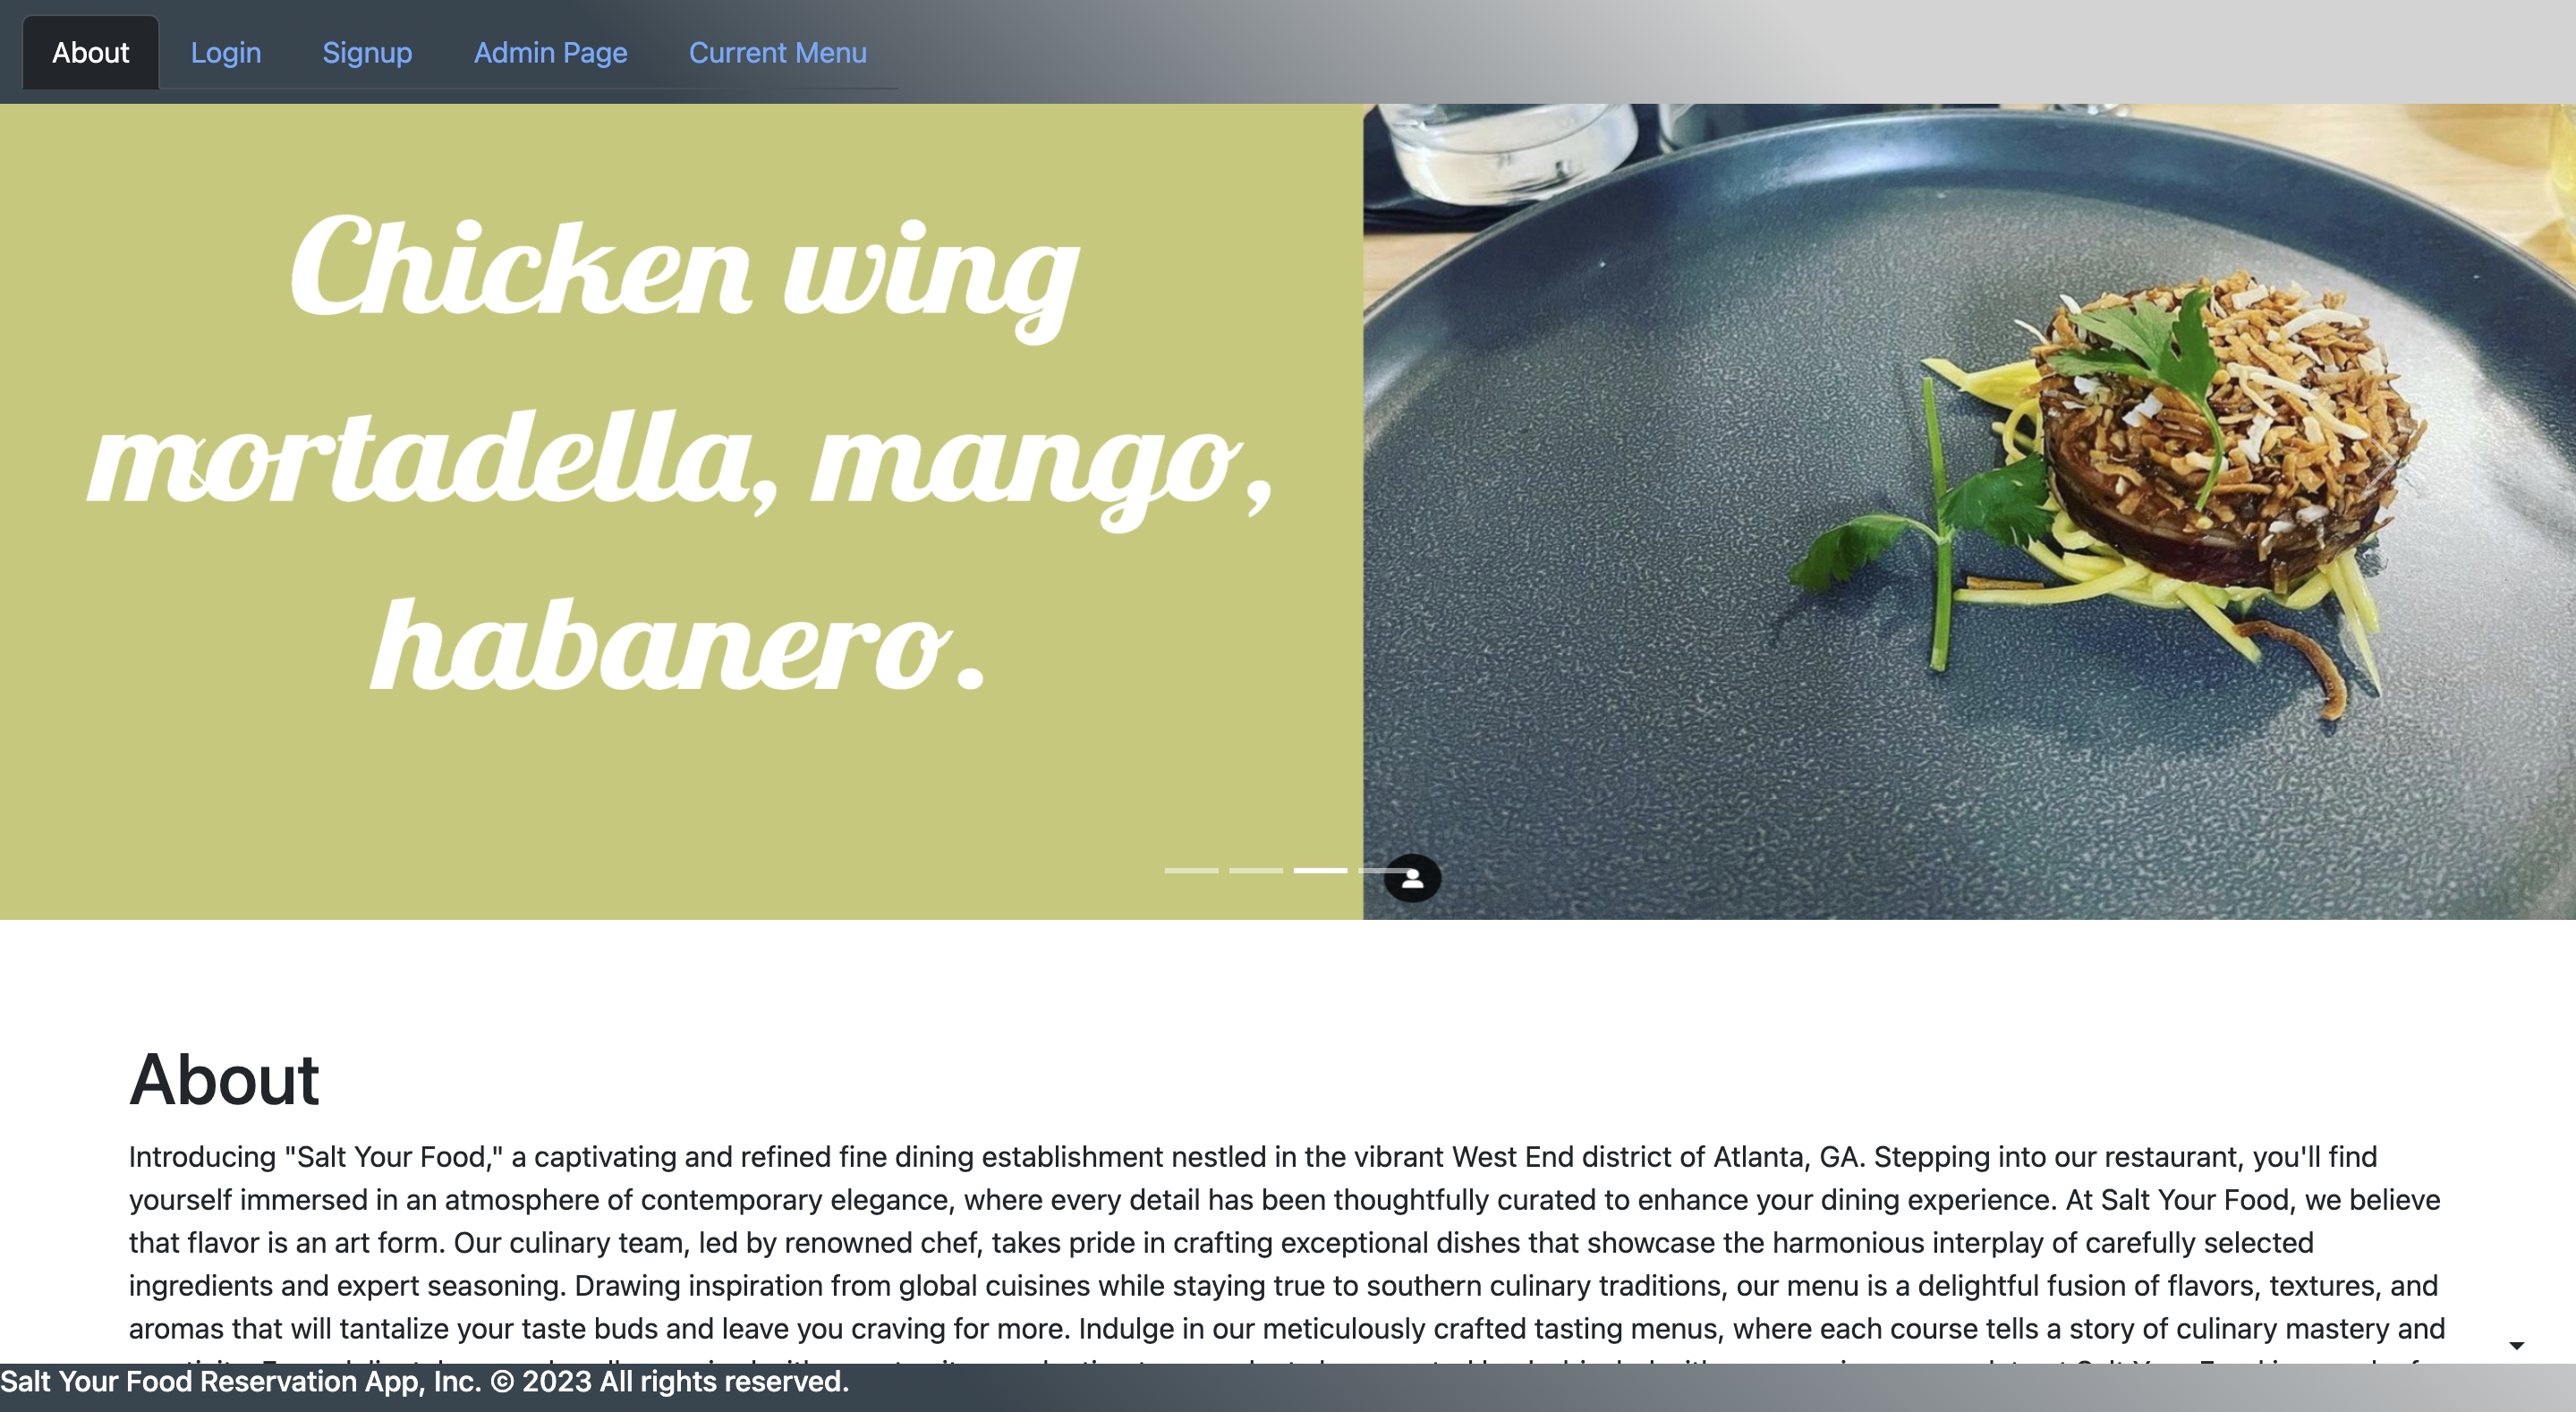 About Login Signup Admin Page Current Menu
Chicken wing
mortadella, mango,
habanero.
About
Introducing "Salt Your Food," a captivating and refined fine dining establishment nestled in the vibrant West End district of Atlanta, GA. Stepping into our restaurant, you'll find
yourself immersed in an atmosphere of contemporary elegance, where every detail has been thoughtfully curated to enhance your dining experience. At Salt Your Food, we believe
that flavor is an art form. Our culinary team, led by renowned chef, takes pride in crafting exceptional dishes that showcase the harmonious interplay of carefully selected
ingredients and expert seasoning. Drawing inspiration from global cuisines while staying true to southern culinary traditions, our menu is a delightful fusion of flavors, textures, and
aromas that will tantalize your taste buds and leave you craving for more. Indulge in our meticulously crafted tasting menus, where each course tells a story of culinary mastery and
Salt Your Food Reservation App, Inc. © 2023 All rights reserved.